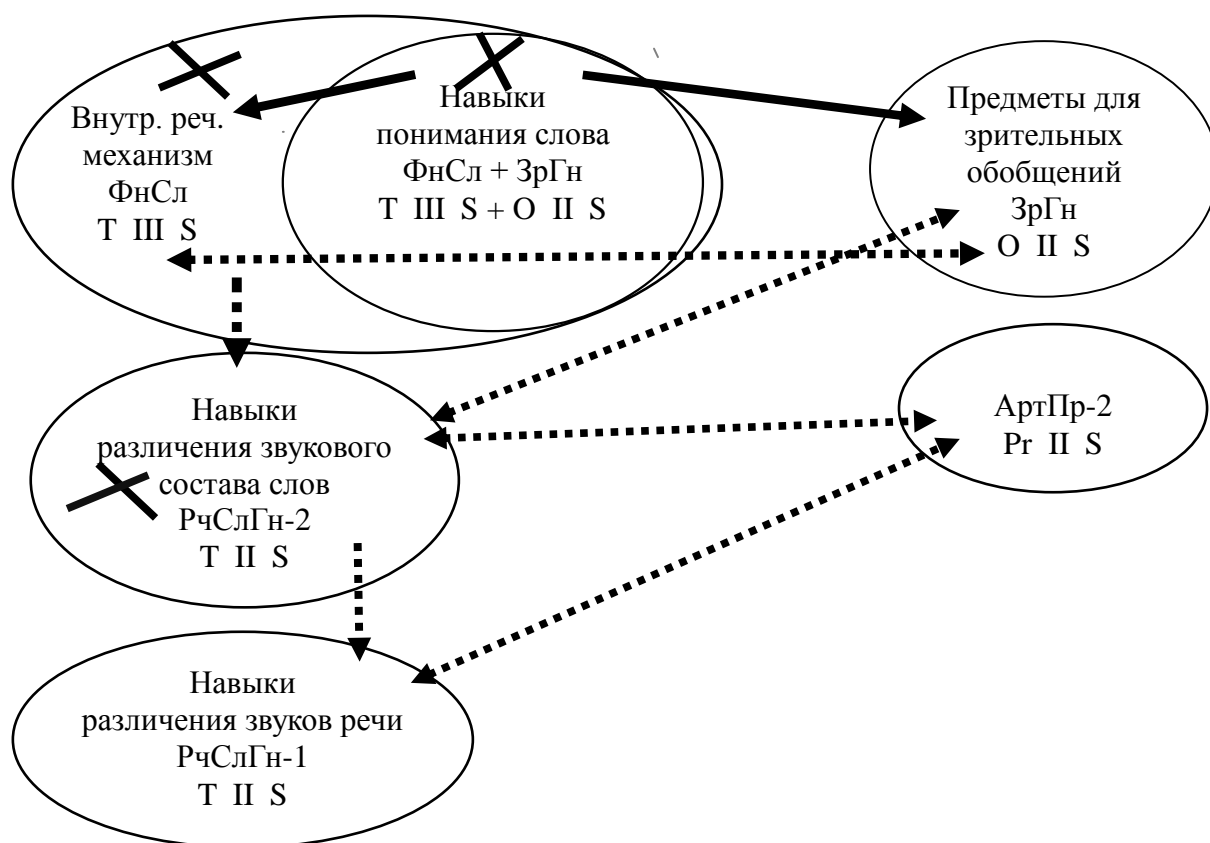 Внутр. реч.
механизм
ФнСл
Т III S
Навыки
понимания слова
ФнСл + ЗрГн
Т III S + О II S
Предметы для
зрительных
обобщений
ЗрГн
О II S
Навыки
различения звукового
состава слов
РчСлГн-2
Т II S
АртПр-2
Pr II S
Навыки
различения звуков речи
РчСлГн-1
Т II S